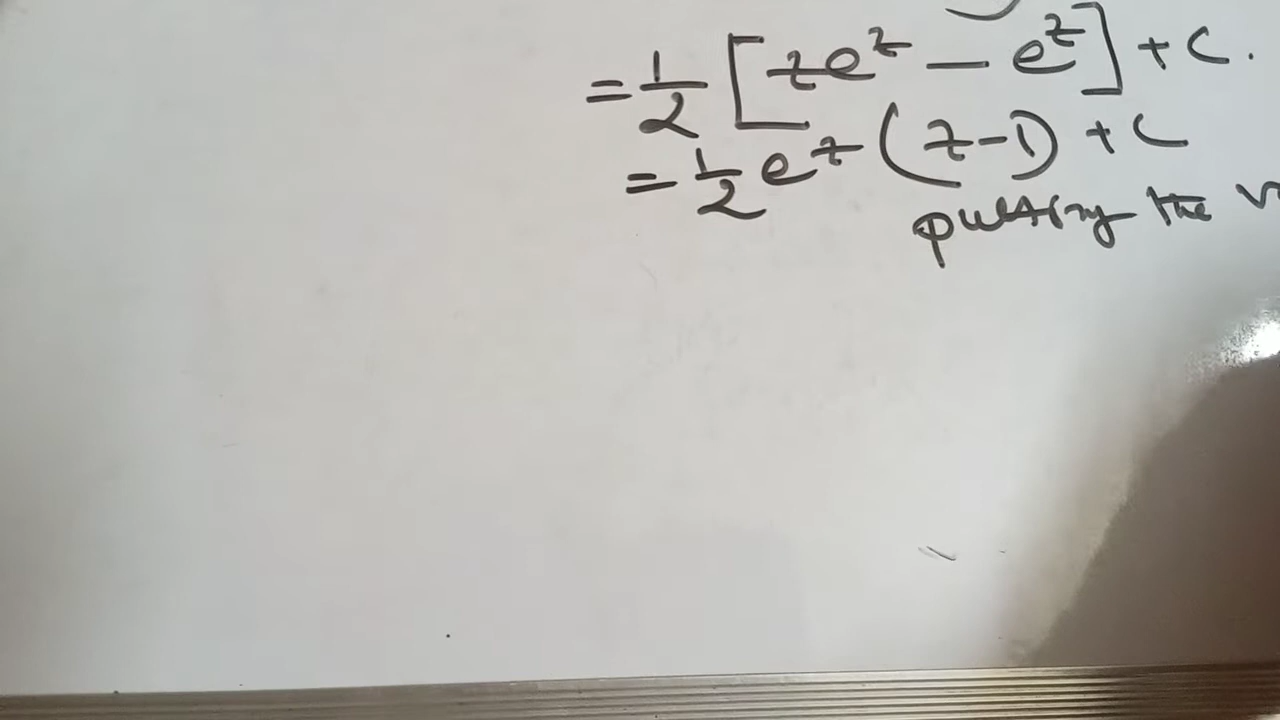 = 1/2 [ze^z - e^z] + c.
= 1/2 e^z (z-1) + c
putting the